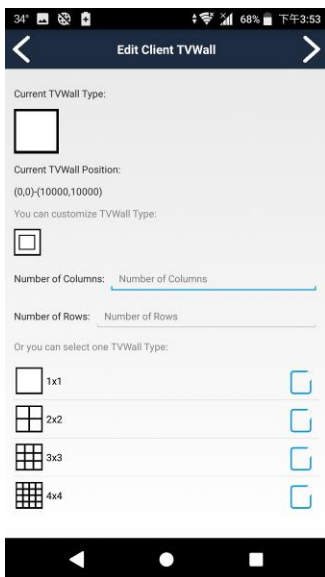 34° 68% 下午3:53
Edit Client TVWall
Current TVWall Type:
Current TVWall Position:
(0,0)-(10000,10000)
You can customize TVWall Type:
Number of Columns: Number of Columns
Number of Rows: Number of Rows
Or you can select one TVWall Type:
1x1
2x2
3x3
4x4